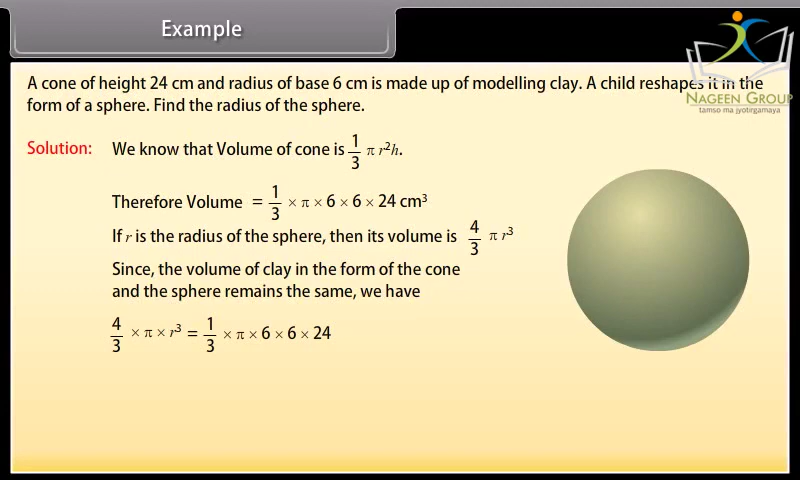 Example
A cone of height 24 cm and radius of base 6 cm is made up of modelling clay. A child reshapes it in the
form of a sphere. Find the radius of the sphere.
NAGEEN GROUP
tamso ma jyotirgamaya
Solution: We know that Volume of cone is 1/3 π r²h.
Therefore Volume = 1/3 × π × 6 × 6 × 24 cm³
If r is the radius of the sphere, then its volume is 4/3 π r³
Since, the volume of clay in the form of the cone
and the sphere remains the same, we have
4/3 × π × r³ = 1/3 × π × 6 × 6 × 24